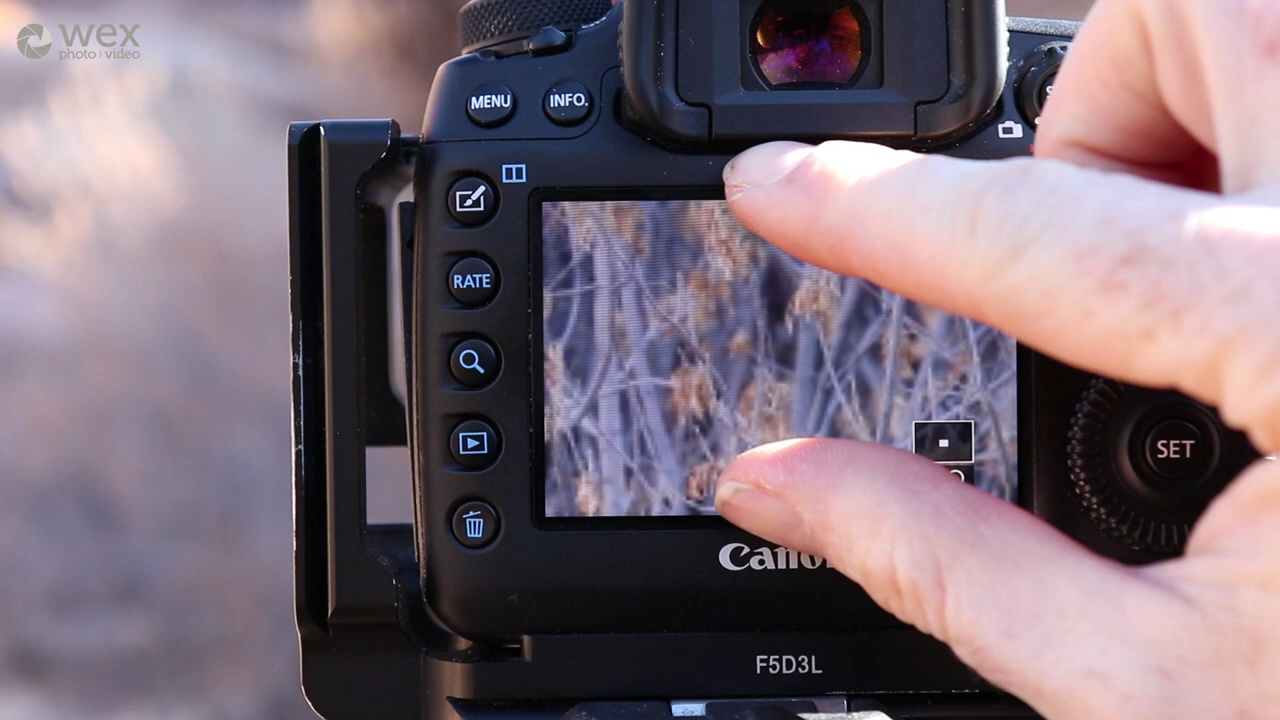 wex
photo | video
MENU
INFO.
RATE
SET
F5D3L